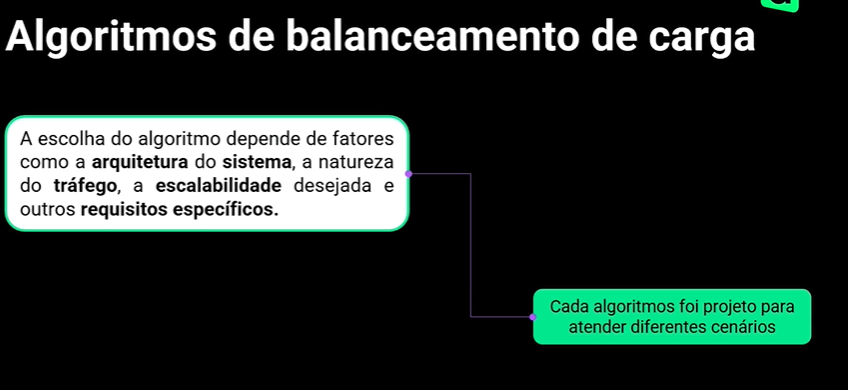 Algoritmos de balanceamento de carga
A escolha do algoritmo depende de fatores
como a arquitetura do sistema, a natureza
do tráfego, a escalabilidade desejada e
outros requisitos específicos.
Cada algoritmos foi projeto para
atender diferentes cenários